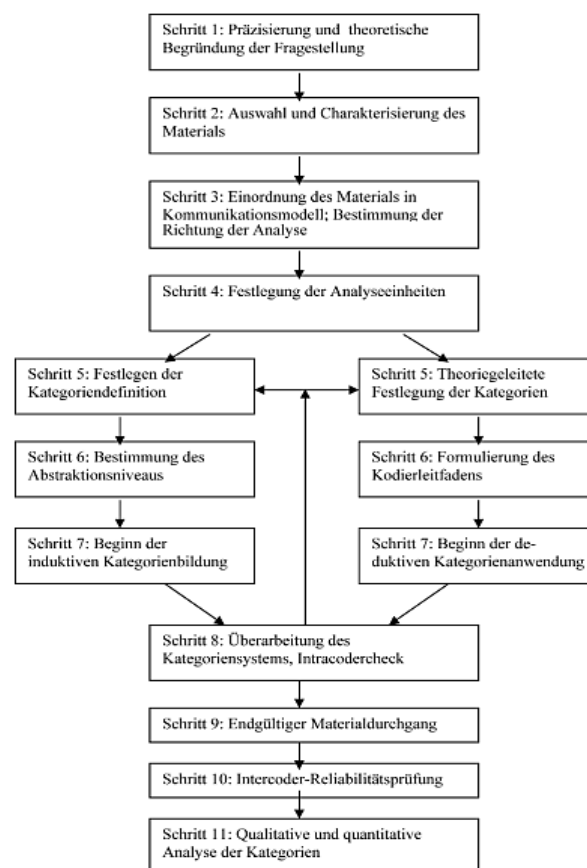 Schritt 1: Präzisierung und theoretische
Begründung der Fragestellung
Schritt 2: Auswahl und Charakterisierung des
Materials
Schritt 3: Einordnung des Materials in
Kommunikationsmodell; Bestimmung der
Richtung der Analyse
Schritt 4: Festlegung der Analyseeinheiten
Schritt 5: Festlegen der
Kategoriendefinition
Schritt 6: Bestimmung des
Abstraktionsniveaus
Schritt 7: Beginn der
induktiven Kategorienbildung
Schritt 5: Theoriegeleitete
Festlegung der Kategorien
Schritt 6: Formulierung des
Kodierleitfadens
Schritt 7: Beginn der de-
duktiven Kategorienanwendung
Schritt 8: Überarbeitung des
Kategoriensystems, Intracodercheck
Schritt 9: Endgültiger Materialdurchgang
Schritt 10: Intercoder-Reliabilitätsprüfung
Schritt 11: Qualitative und quantitative
Analyse der Kategorien